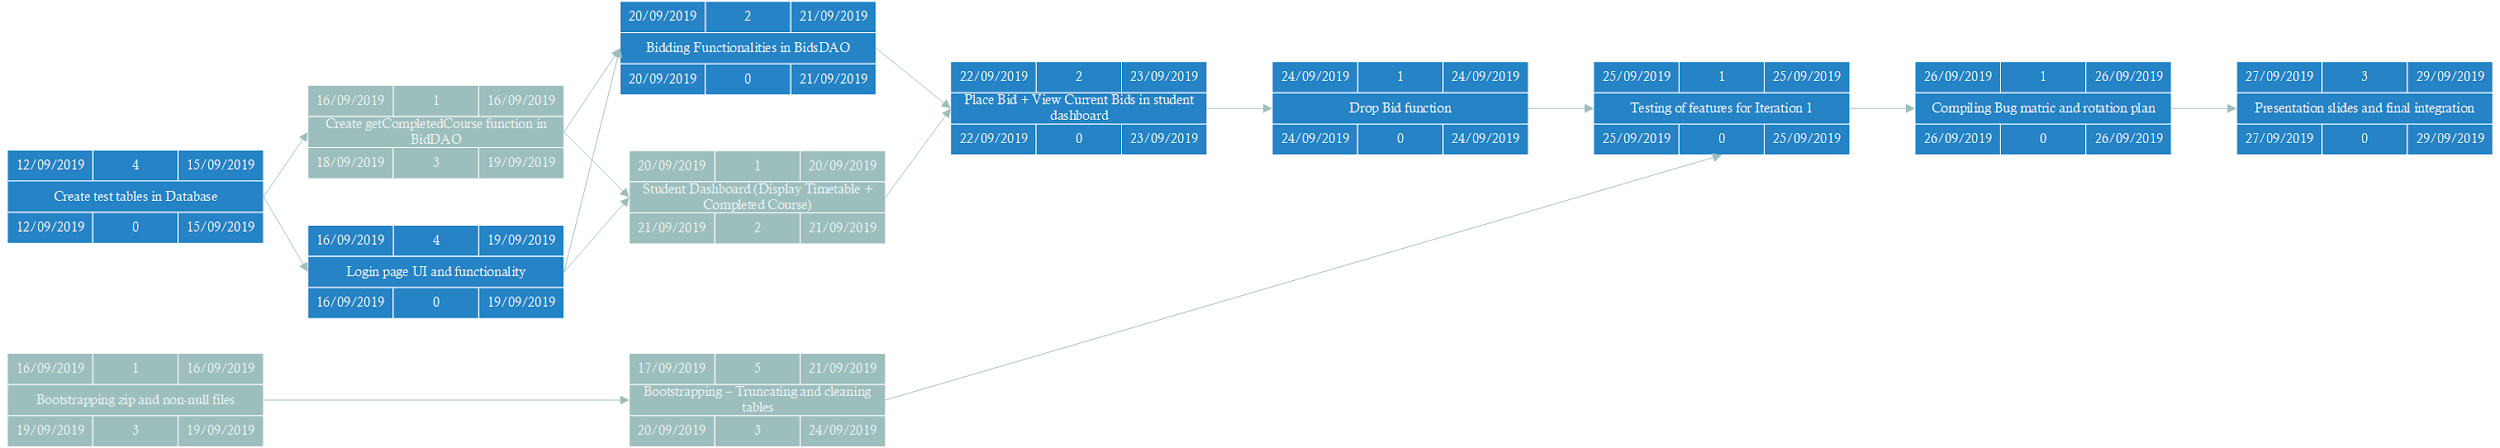 12/09/2019 4 15/09/2019
Create test tables in Database
12/09/2019 0 15/09/2019
16/09/2019 1 16/09/2019
Create getCompletedCourse function in
BidDAO
18/09/2019 3 19/09/2019
16/09/2019 4 19/09/2019
Login page UI and functionality
16/09/2019 0 19/09/2019
20/09/2019 2 21/09/2019
Bidding Functionalities in BidsDAO
20/09/2019 0 21/09/2019
20/09/2019 1 20/09/2019
Student Dashboard (Display Timetable +
Completed Course)
21/09/2019 2 21/09/2019
22/09/2019 2 23/09/2019
Place Bid + View Current Bids in student
dashboard
22/09/2019 0 23/09/2019
24/09/2019 1 24/09/2019
Drop Bid function
24/09/2019 0 24/09/2019
25/09/2019 1 25/09/2019
Testing of features for Iteration 1
25/09/2019 0 25/09/2019
26/09/2019 1 26/09/2019
Compiling Bug matric and rotation plan
26/09/2019 0 26/09/2019
27/09/2019 3 29/09/2019
Presentation slides and final integration
27/09/2019 0 29/09/2019
16/09/2019 1 16/09/2019
Bootstrapping zip and non-null files
19/09/2019 3 19/09/2019
17/09/2019 5 21/09/2019
Bootstrapping – Truncating and cleaning
tables
20/09/2019 3 24/09/2019